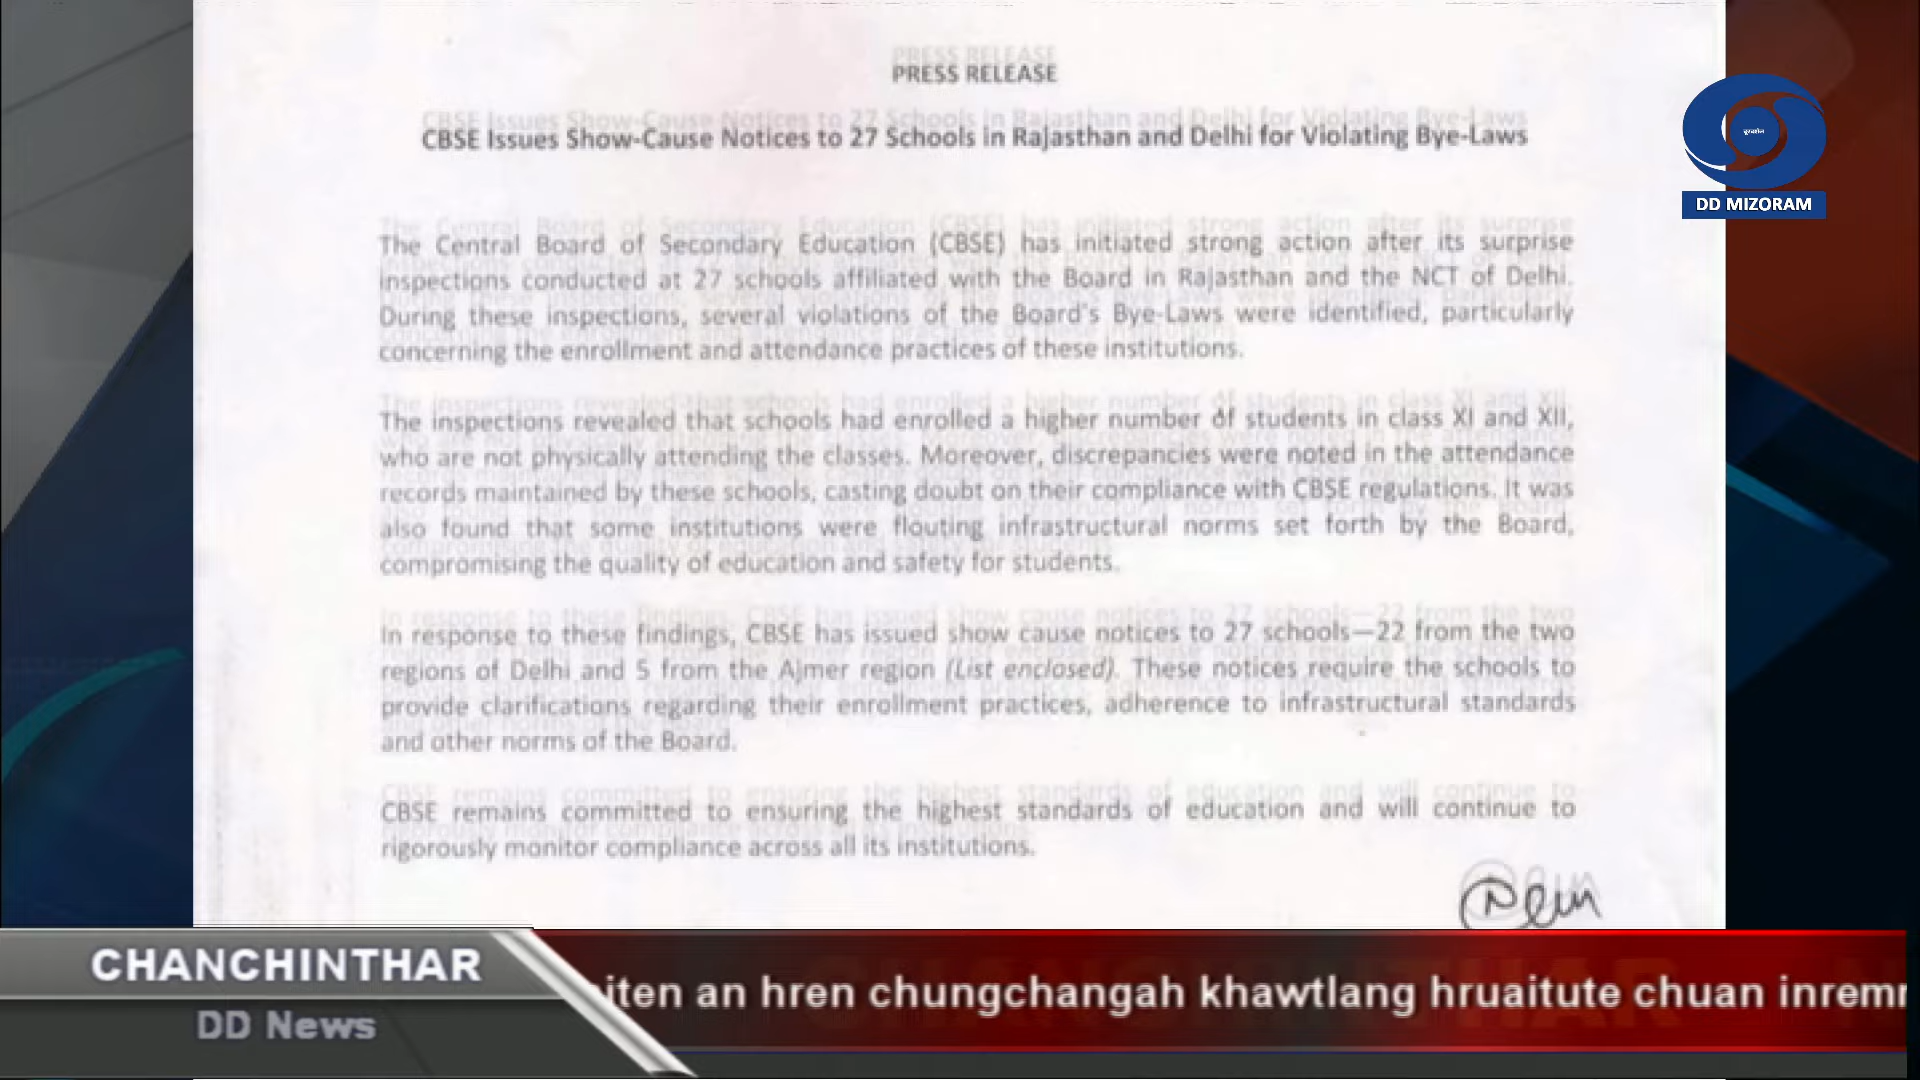 PRESS RELEASE
CBSE Issues Show-Cause Notices to 27 Schools in Rajasthan and Delhi for Violating Bye-Laws
The Central Board of Secondary Education (CBSE) has initiated strong action after its surprise
inspections conducted at 27 schools affiliated with the Board in Rajasthan and the NCT of Delhi.
During these inspections, several violations of the Board's Bye-Laws were identified, particularly
concerning the enrollment and attendance practices of these institutions.
The inspections revealed that schools had enrolled a higher number of students in class XI and XII,
who are not physically attending the classes. Moreover, discrepancies were noted in the attendance
records maintained by these schools, casting doubt on their compliance with CBSE regulations. It was
also found that some institutions were flouting infrastructural norms set forth by the Board,
compromising the quality of education and safety for students.
In response to these findings, CBSE has issued show cause notices to 27 schools—22 from the two
regions of Delhi and 5 from the Ajmer region (List enclosed). These notices require the schools to
provide clarifications regarding their enrollment practices, adherence to infrastructural standards
and other norms of the Board.
CBSE remains committed to ensuring the highest standards of education and will continue to
rigorously monitor compliance across all its institutions.
दूरदर्शन
DD MIZORAM
CHANCHINTHAR
DD News
an hren chungchangah khawtlang hruaitute chuan